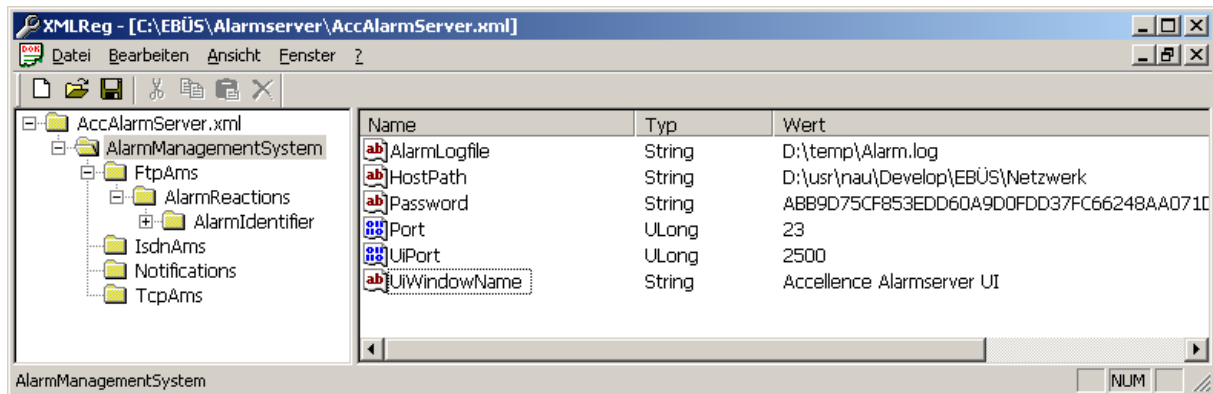 XMLReg - [C:\EBÜS\Alarmserver\AccAlarmServer.xml]
Datei Bearbeiten Ansicht Fenster ?
AccAlarmServer.xml
AlarmManagementSystem
FtpAms
AlarmReactions
AlarmIdentifier
IsdnAms
Notifications
TcpAms
Name Typ Wert
AlarmLogfile String D:\temp\Alarm.log
HostPath String D:\usr\nau\Develop\EBÜS\Netzwerk
Password String ABB9D75CF853EDD60A9D0FDD37FC66248AA071D
Port ULong 23
UiPort ULong 2500
UiWindowName String Accellence Alarmserver UI
AlarmManagementSystem NUM